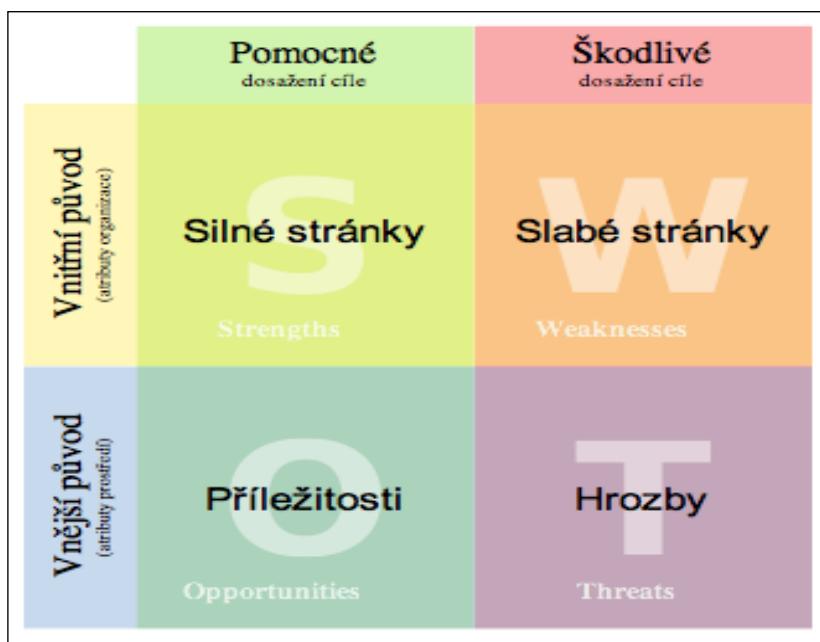 Pomocné
dosažení cíle
Škodlivé
dosažení cíle
Vnitřní původ
(atributy organizace)
S
Silné stránky
Strengths
W
Slabé stránky
Weaknesses
Vnější původ
(atributy prostředí)
O
Příležitosti
Opportunities
T
Hrozby
Threats